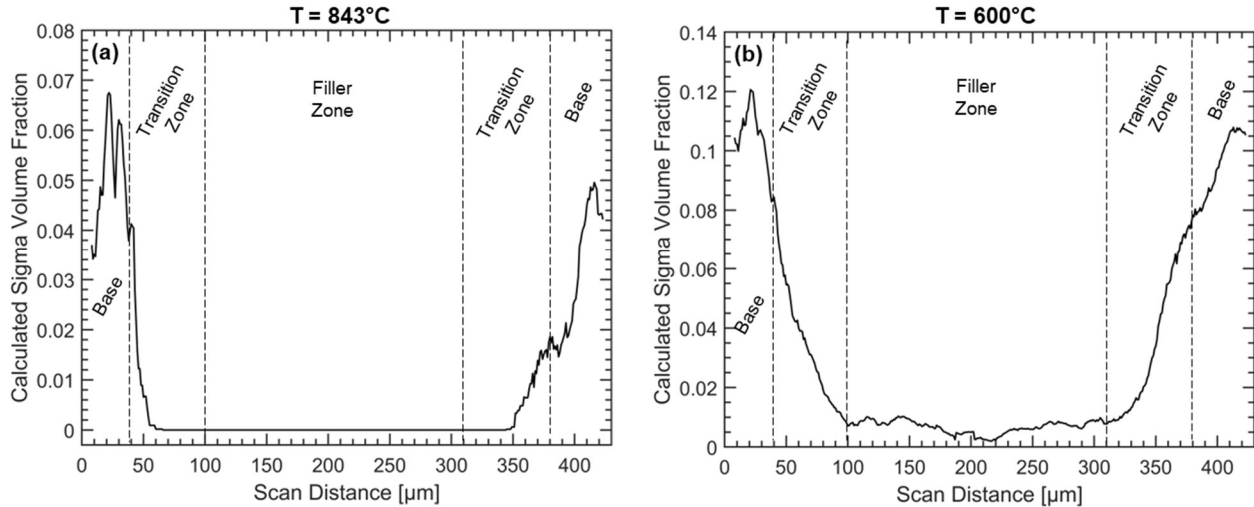 T = 843°C
(a)
0.08
0.07
0.06
0.05
0.04
0.03
0.02
0.01
0
Calculated Sigma Volume Fraction
Base
Transition
Zone
Filler
Zone
Transition
Zone
Base
0 50 100 150 200 250 300 350 400
Scan Distance [µm]
T = 600°C
(b)
0.14
0.12
0.1
0.08
0.06
0.04
0.02
0
Calculated Sigma Volume Fraction
Base
Transition
Zone
Filler
Zone
Transition
Zone
Base
0 50 100 150 200 250 300 350 400
Scan Distance [µm]